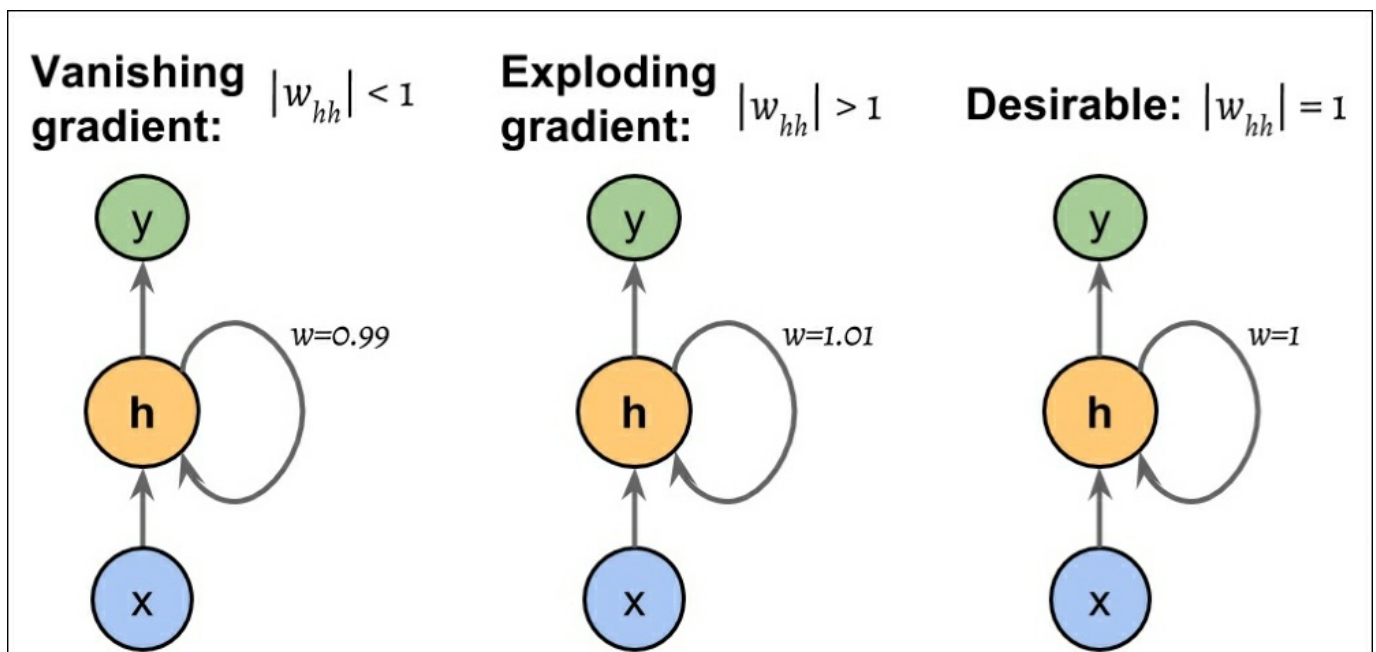 Vanishing gradient: |w_hh| < 1
Exploding gradient: |w_hh| > 1
Desirable: |w_hh| = 1
y
y
y
w=0.99
w=1.01
w=1
h
h
h
x
x
x